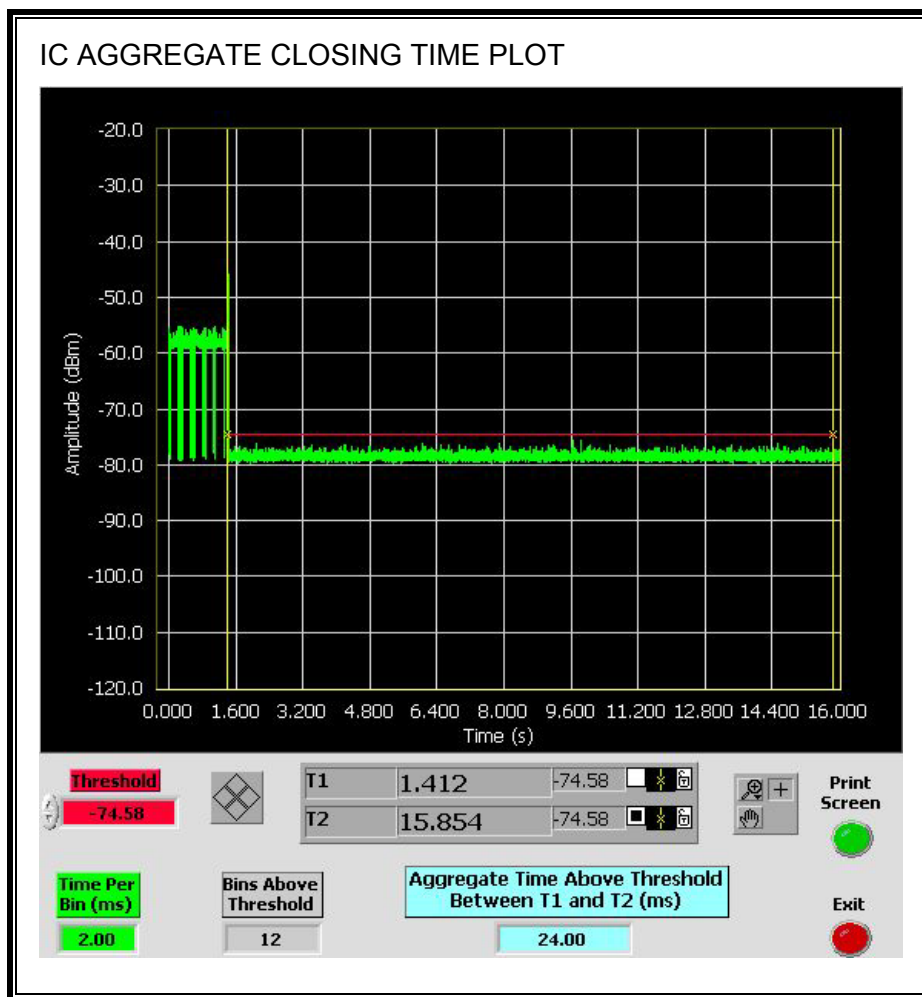 IC AGGREGATE CLOSING TIME PLOT
-20.0
-30.0
-40.0
-50.0
-60.0
-70.0
-80.0
-90.0
-100.0
-110.0
-120.0
Amplitude (dBm)
0.000 1.600 3.200 4.800 6.400 8.000 9.600 11.200 12.800 14.400 16.000
Time (s)
Threshold
-74.58
T1 1.412 -74.58
T2 15.854 -74.58
Print
Screen
Time Per
Bin (ms)
2.00
Bins Above
Threshold
12
Aggregate Time Above Threshold
Between T1 and T2 (ms)
24.00
Exit